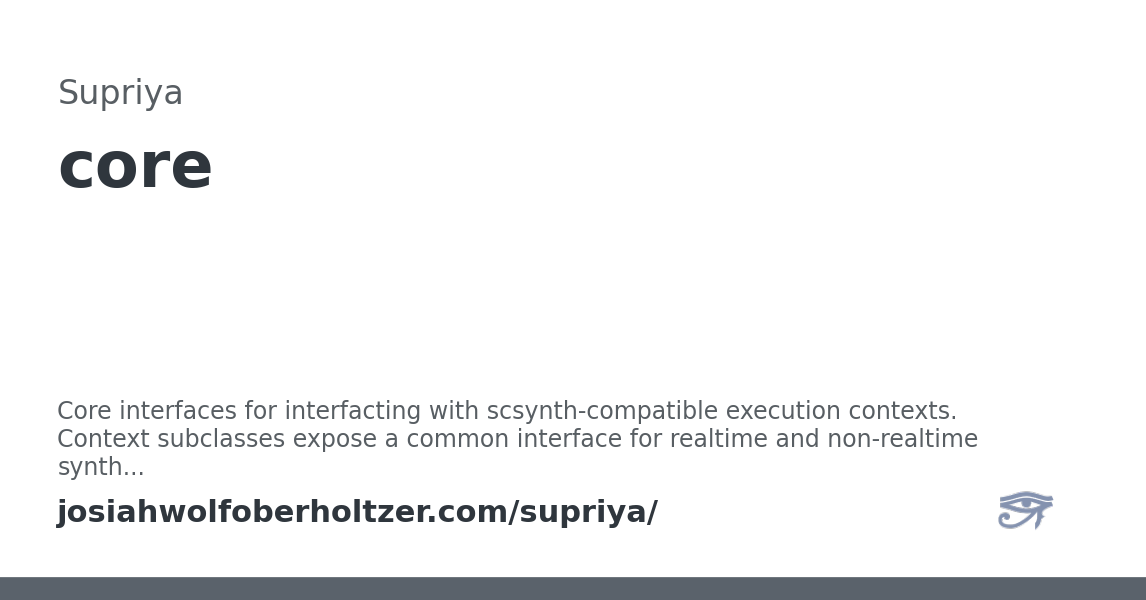 Supriya
core
Core interfaces for interfacting with scsynth-compatible execution contexts.
Context subclasses expose a common interface for realtime and non-realtime
synth...
josiahwolfoberholtzer.com/supriya/